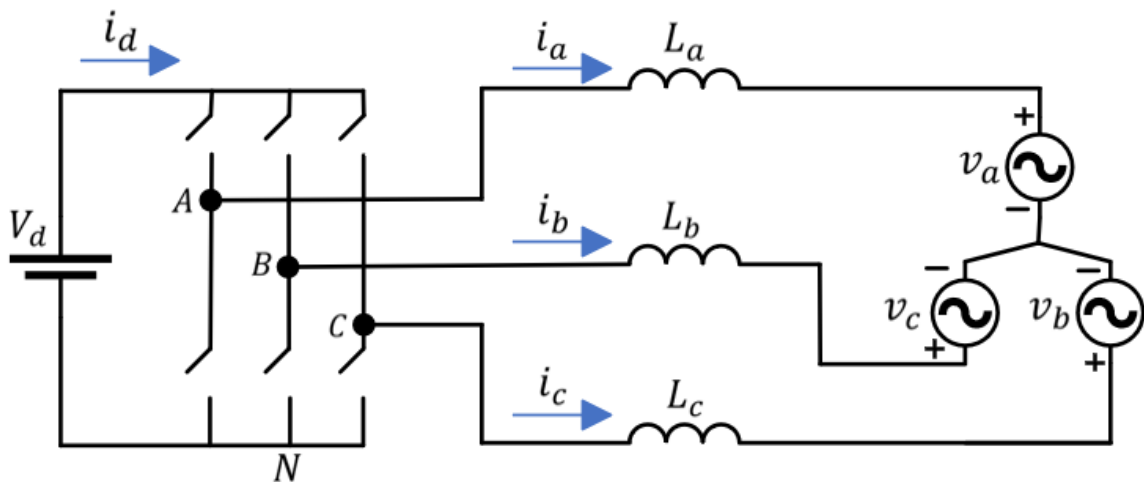 i_d
i_a
L_a
+
A
v_a
−
V_d
i_b
L_b
B
−
−
C
v_c
v_b
+
+
i_c
L_c
N